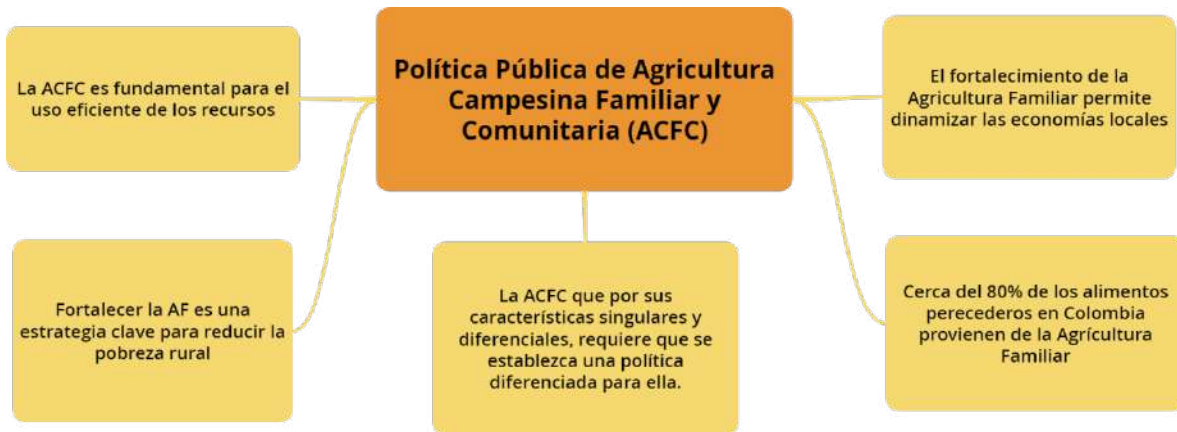 La ACFC es fundamental para el
uso eficiente de los recursos
Política Pública de Agricultura
Campesina Familiar y
Comunitaria (ACFC)
El fortalecimiento de la
Agricultura Familiar permite
dinamizar las economías locales
Fortalecer la AF es una
estrategia clave para reducir la
pobreza rural
La ACFC que por sus
características singulares y
diferenciales, requiere que se
establezca una política
diferenciada para ella.
Cerca del 80% de los alimentos
perecederos en Colombia
provienen de la Agrícultura
Familiar